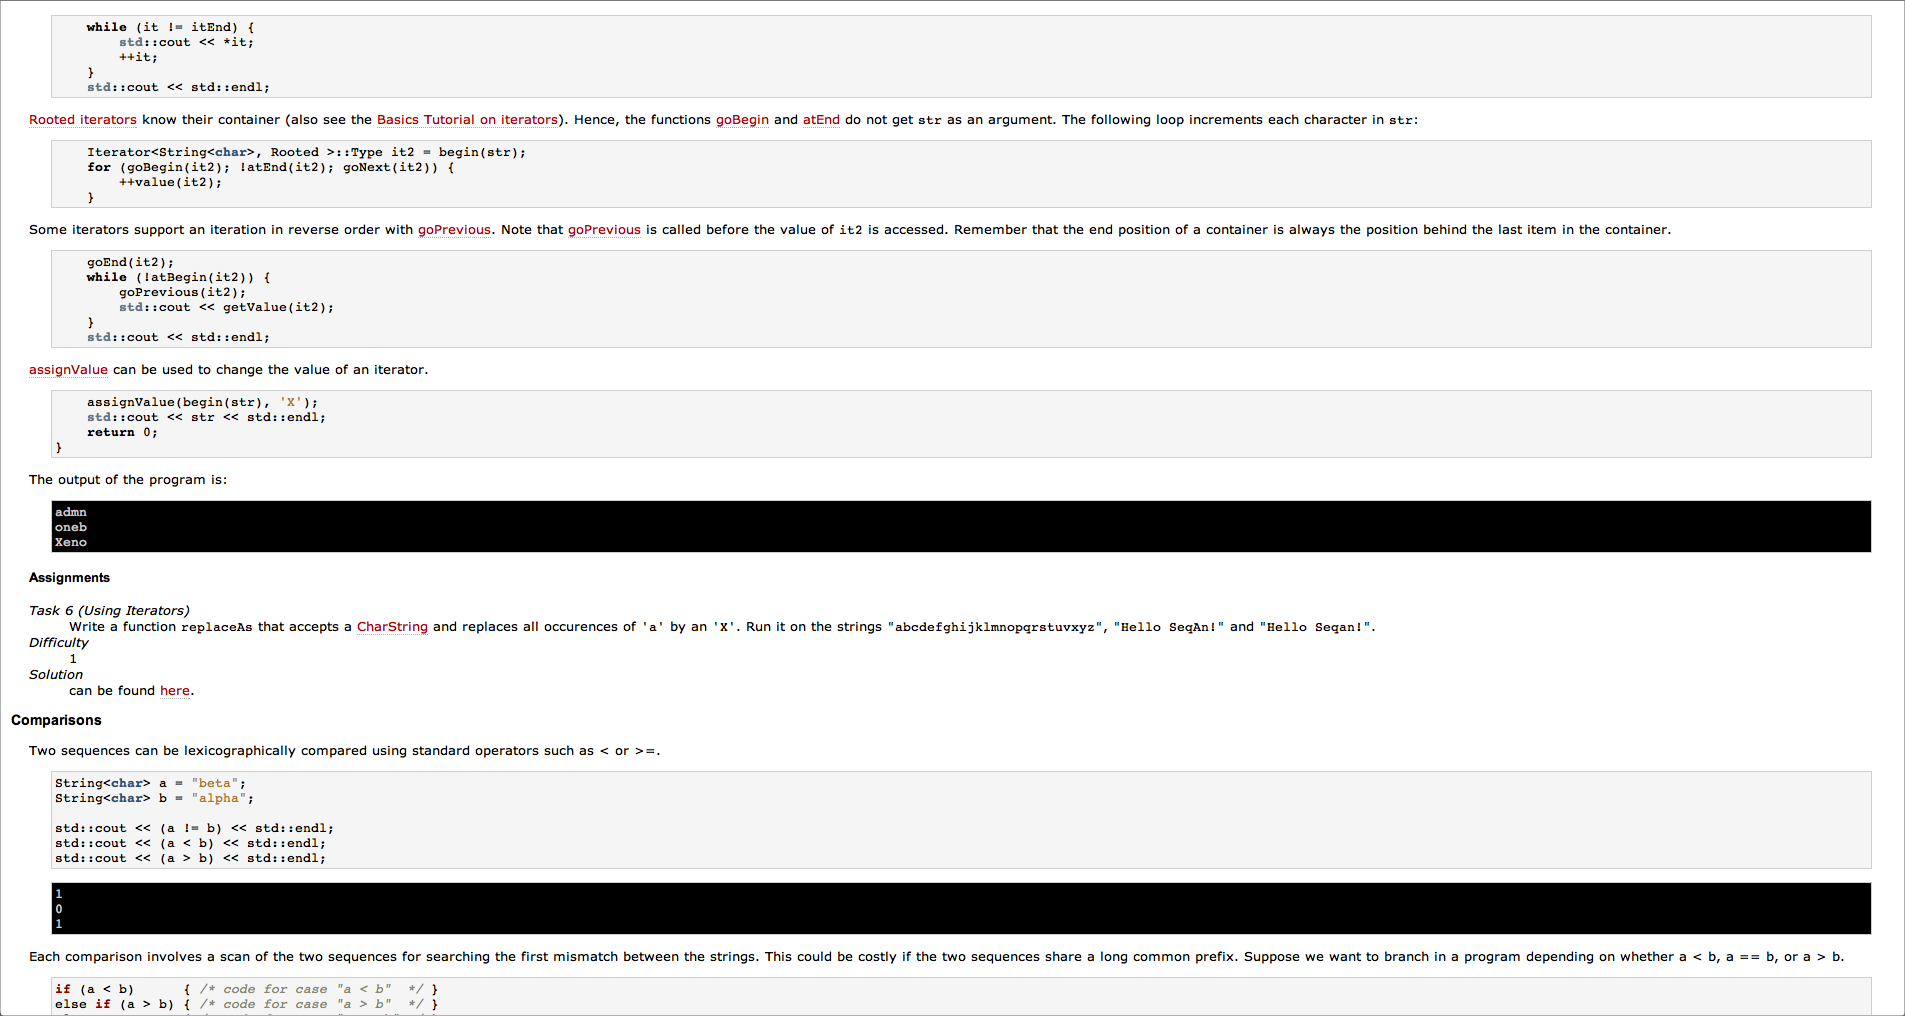 while (it != itEnd) {
std::cout << *it;
++it;
}
std::cout << std::endl;
Rooted iterators know their container (also see the Basics Tutorial on iterators). Hence, the functions goBegin and atEnd do not get str as an argument. The following loop increments each character in str:
Iterator<String<char>, Rooted >::Type it2 = begin(str);
for (goBegin(it2); !atEnd(it2); goNext(it2)) {
++value(it2);
}
Some iterators support an iteration in reverse order with goPrevious. Note that goPrevious is called before the value of it2 is accessed. Remember that the end position of a container is always the position behind the last item in the container.
goEnd(it2);
while (!atBegin(it2)) {
goPrevious(it2);
std::cout << getValue(it2);
}
std::cout << std::endl;
assignValue can be used to change the value of an iterator.
assignValue(begin(str), 'X');
std::cout << str << std::endl;
return 0;
}
The output of the program is:
admn
oneb
Xeno
Assignments
Task 6 (Using Iterators)
Write a function replaceAs that accepts a CharString and replaces all occurences of 'a' by an 'X'. Run it on the strings "abcdefghijklmnopqrstuvxyz", "Hello SeqAn!" and "Hello Seqan!".
Difficulty
1
Solution
can be found here.
Comparisons
Two sequences can be lexicographically compared using standard operators such as < or >=.
String<char> a = "beta";
String<char> b = "alpha";
std::cout << (a != b) << std::endl;
std::cout << (a < b) << std::endl;
std::cout << (a > b) << std::endl;
1
0
1
Each comparison involves a scan of the two sequences for searching the first mismatch between the strings. This could be costly if the two sequences share a long common prefix. Suppose we want to branch in a program depending on whether a < b, a == b, or a > b.
if (a < b) { /* code for case "a < b" */ }
else if (a > b) { /* code for case "a > b" */ }